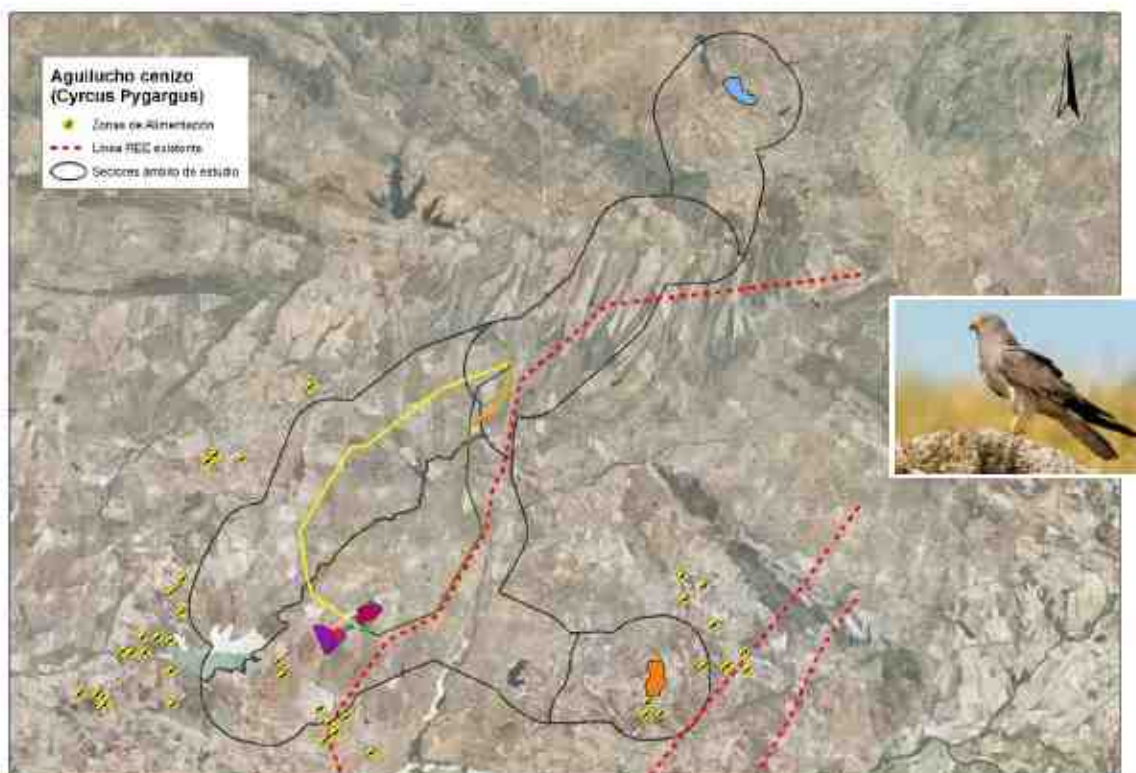 Aguilucho cenizo
(Cyrcus Pygargus)
Zonas de Alimentación
Línea REE existente
Sectores ámbito de estudio